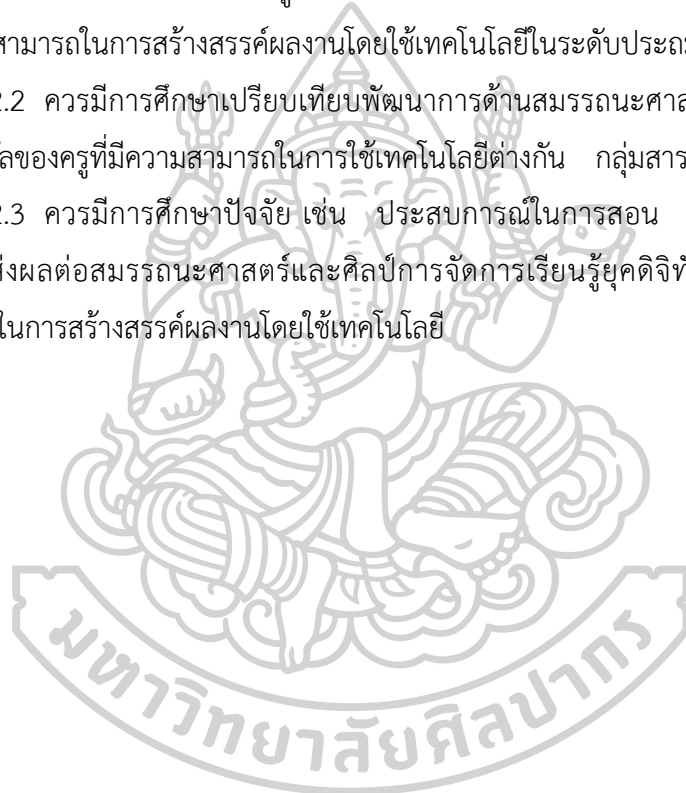 สามารถในการสร้างสรรค์ผลงานโดยใช้เทคโนโลยีในระดับประถม
2.2 ควรมีการศึกษาเปรียบเทียบพัฒนาการด้านสมรรถนะศาส
ัลของครูที่มีความสามารถในการใช้เทคโนโลยีต่างกัน กลุ่มสาร
2.3 ควรมีการศึกษาปัจจัย เช่น ประสบการณ์ในการสอน
ส่งผลต่อสมรรถนะศาสตร์และศิลป์การจัดการเรียนรู้ยุคดิจิทั
ในการสร้างสรรค์ผลงานโดยใช้เทคโนโลยี
มหาวิทยาลัยศิลปากร